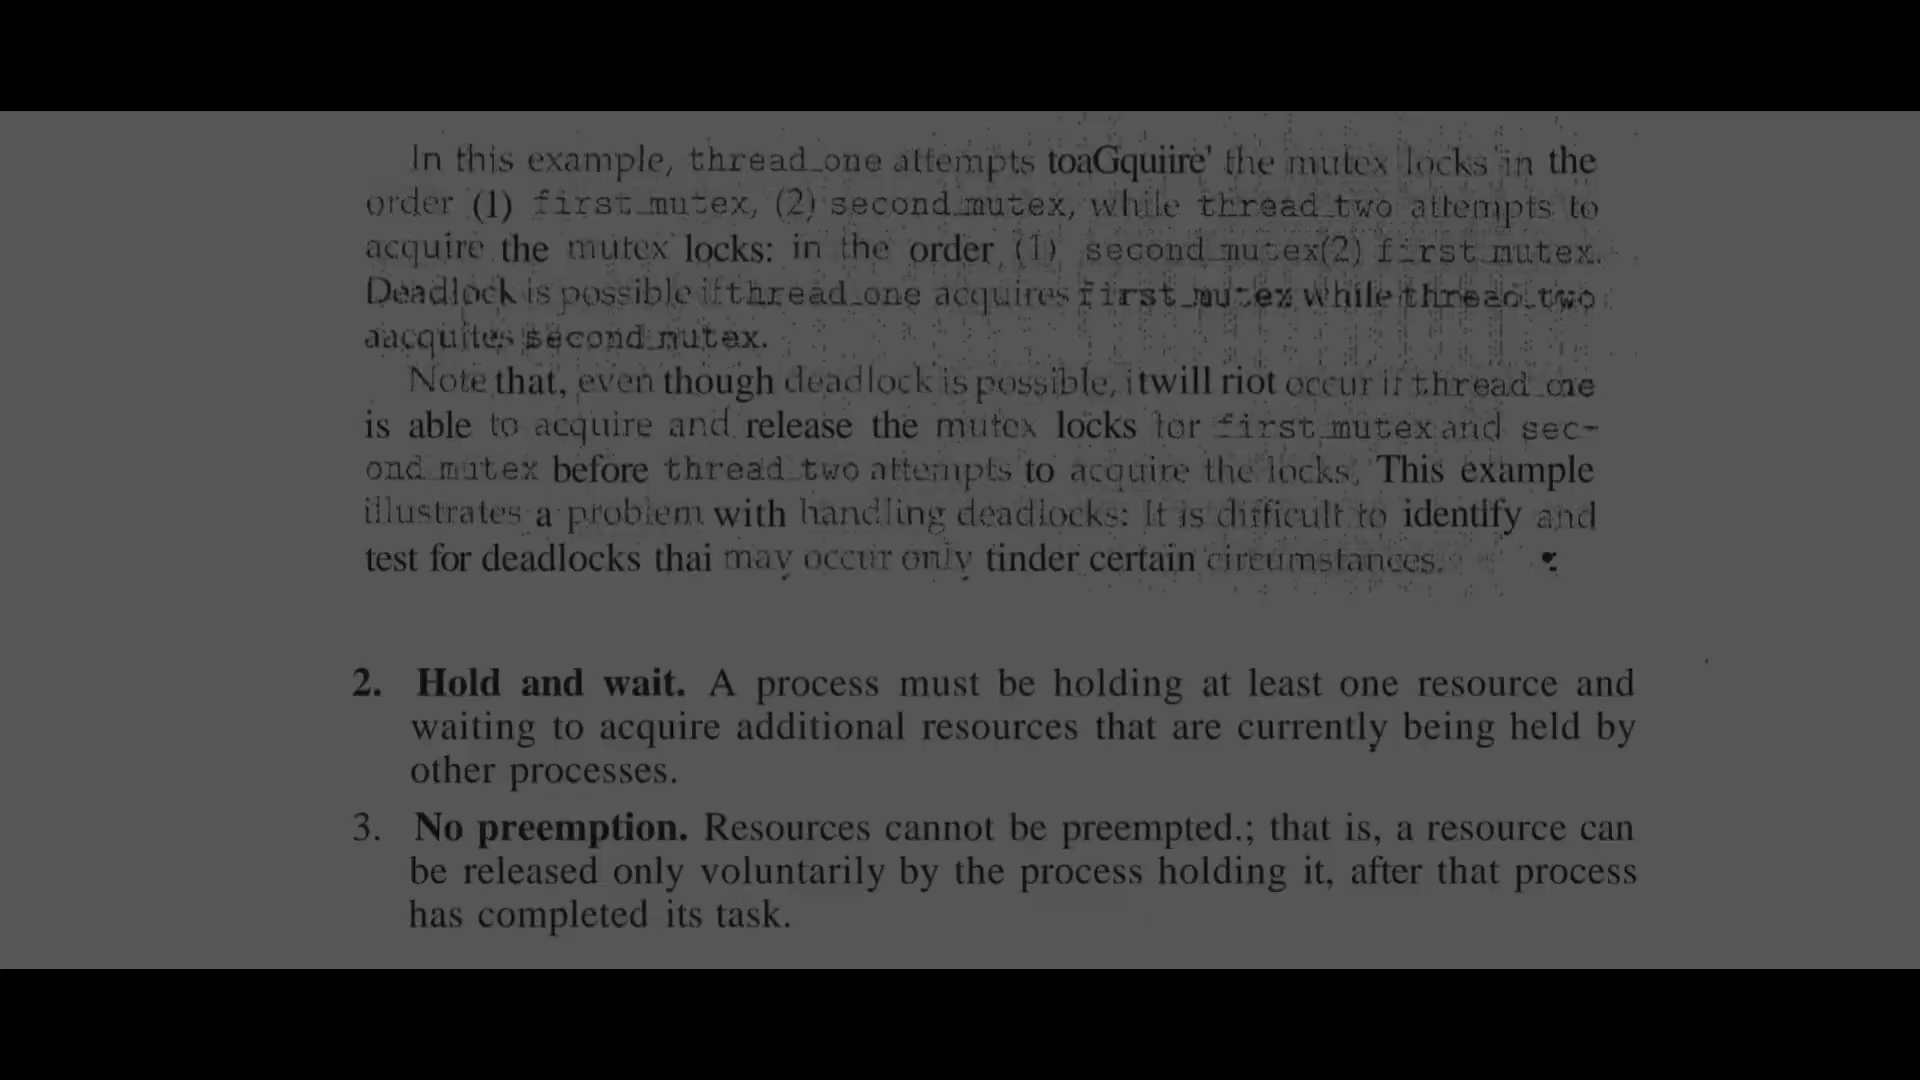 In this example, thread_one attempts toaGquiire' the mutex locks in the
order (1) first_mutex, (2) second_mutex, while thread_two attempts to
acquire the mutex locks: in the order (1) second_mutex(2) first_mutex.
Deadlock is possible if thread_one acquires first_mutex while thread_two
aacquites second_mutex.
Note that, even though deadlock is possible, itwill riot occur if thread_one
is able to acquire and release the mutex locks tor first_mutex and sec-
ond_mutex before thread_two attempts to acquire the locks. This example
illustrates a problem with handling deadlocks: It is difficult to identify and
test for deadlocks thai may occur only tinder certain circumstances.
2. Hold and wait. A process must be holding at least one resource and
waiting to acquire additional resources that are currently being held by
other processes.
3. No preemption. Resources cannot be preempted.; that is, a resource can
be released only voluntarily by the process holding it, after that process
has completed its task.